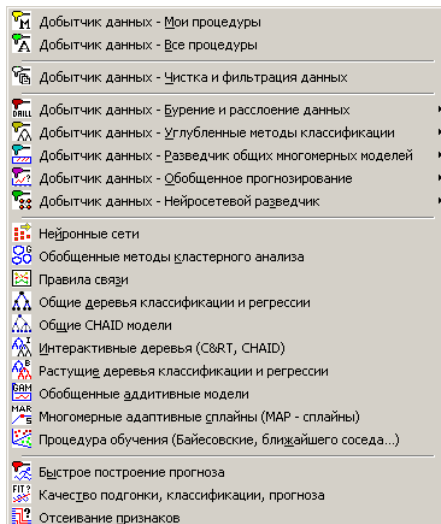 Добытчик данных - Мои процедуры
Добытчик данных - Все процедуры
Добытчик данных - Чистка и фильтрация данных
Добытчик данных - Бурение и расслоение данных
Добытчик данных - Углубленные методы классификации
Добытчик данных - Разведчик общих многомерных моделей
Добытчик данных - Обобщенное прогнозирование
Добытчик данных - Нейросетевой разведчик
Нейронные сети
Обобщенные методы кластерного анализа
Правила связи
Общие деревья классификации и регрессии
Общие CHAID модели
Интерактивные деревья (C&RT, CHAID)
Растущие деревья классификации и регрессии
Обобщенные аддитивные модели
Многомерные адаптивные сплайны (МАР - сплайны)
Процедура обучения (Байесовские, ближайшего соседа...)
Быстрое построение прогноза
Качество подгонки, классификации, прогноза
Отсеивание признаков